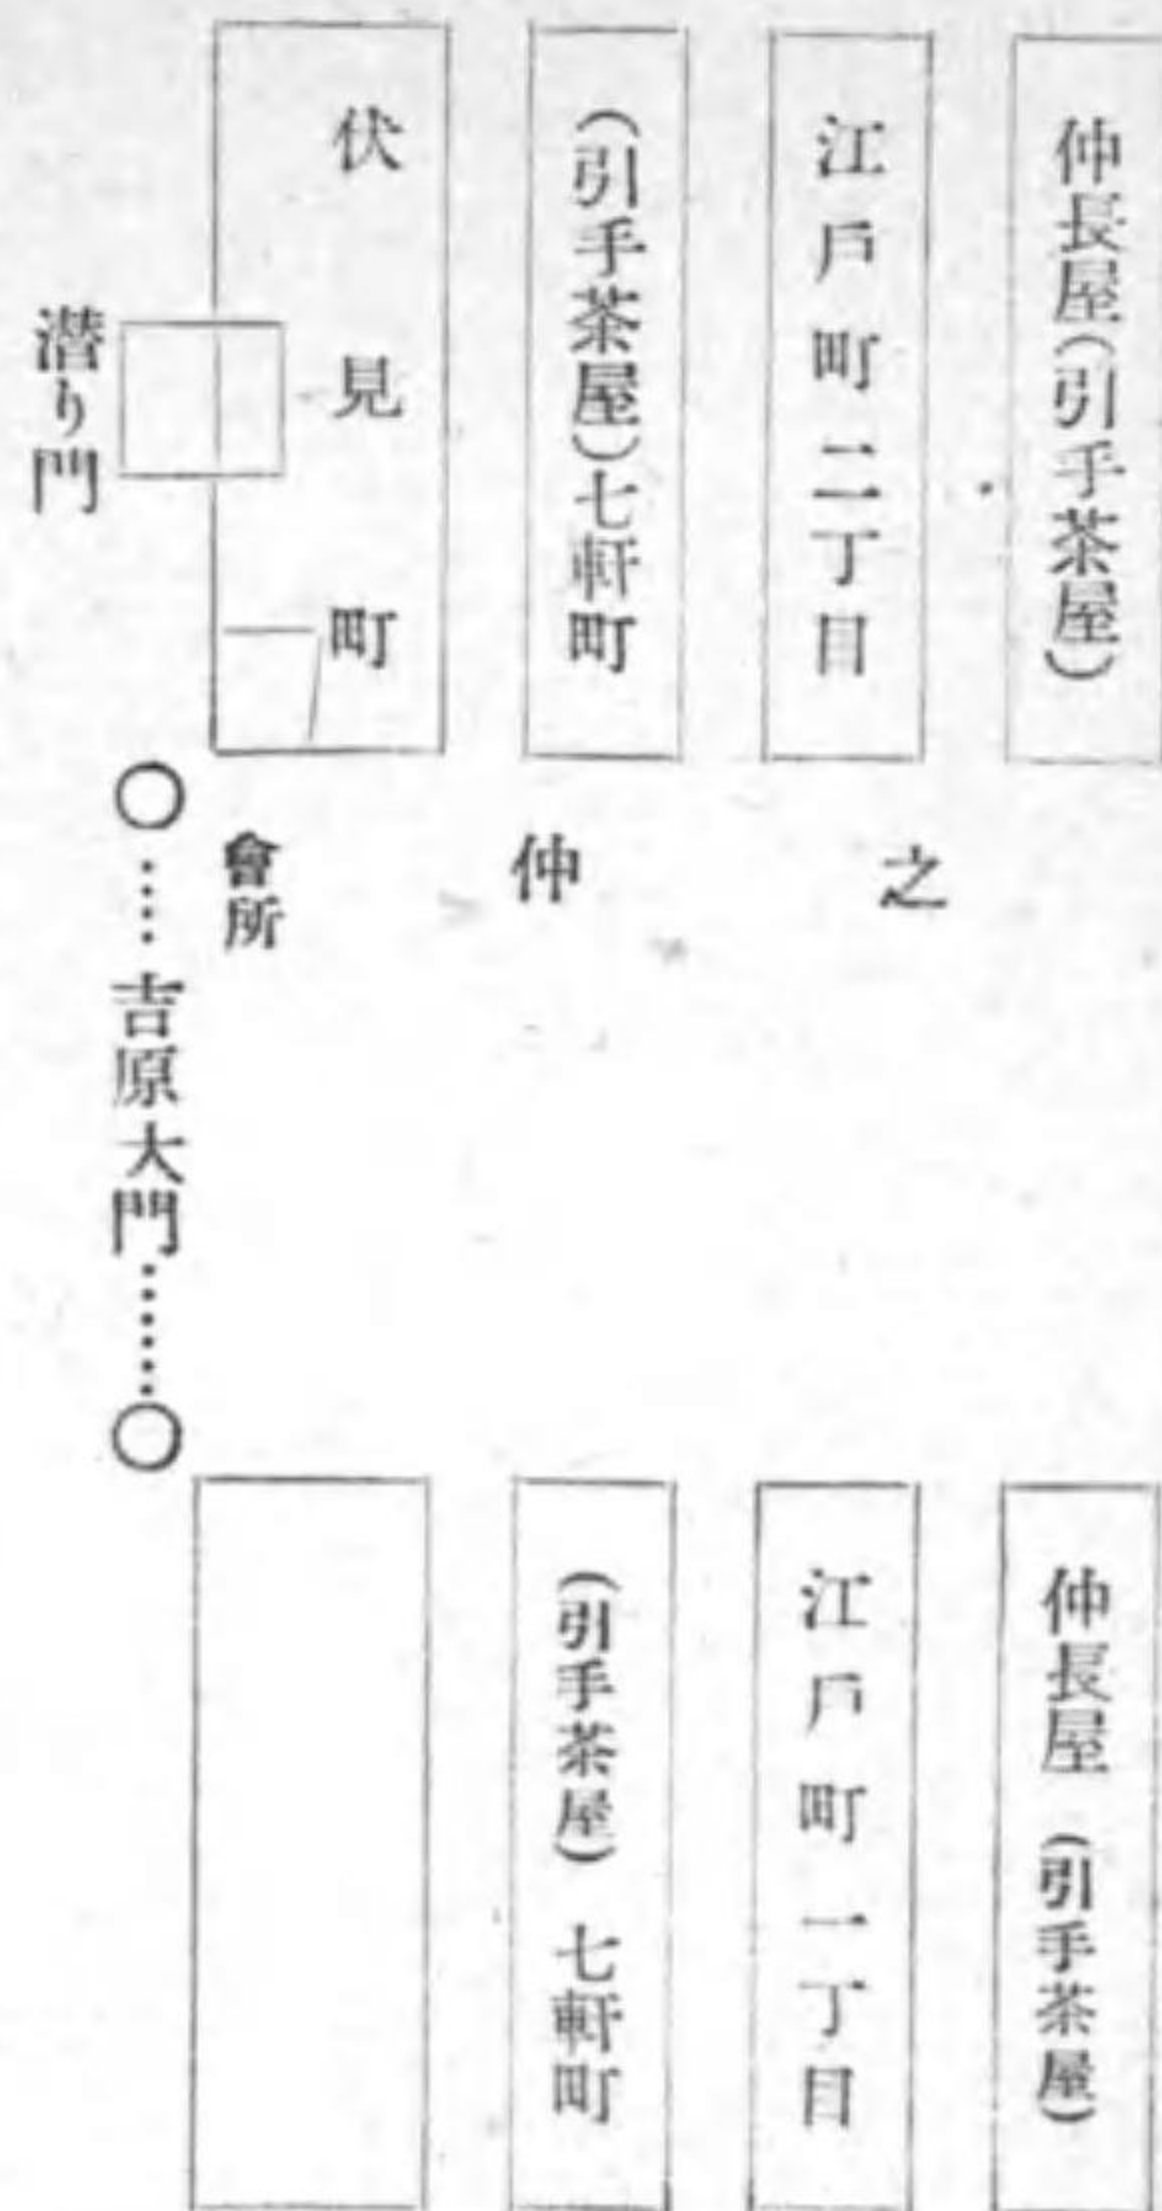 仲長屋(引手茶屋)
江戶町二丁目
(引手茶屋)七軒町
伏見町
潜り門
之
仲
會所
吉原大門
仲長屋 (引手茶屋)
江戶町一丁目
(引手茶屋) 七軒町